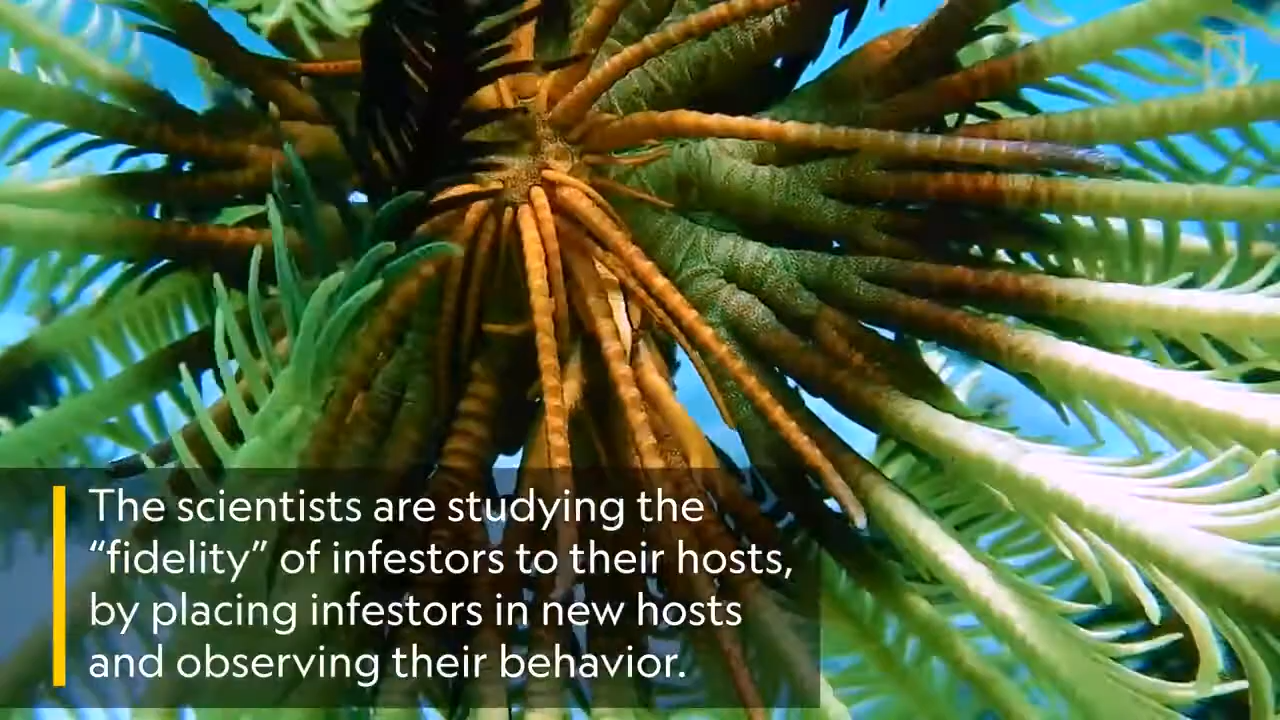 The scientists are studying the
“fidelity” of infestors to their hosts,
by placing infestors in new hosts
and observing their behavior.